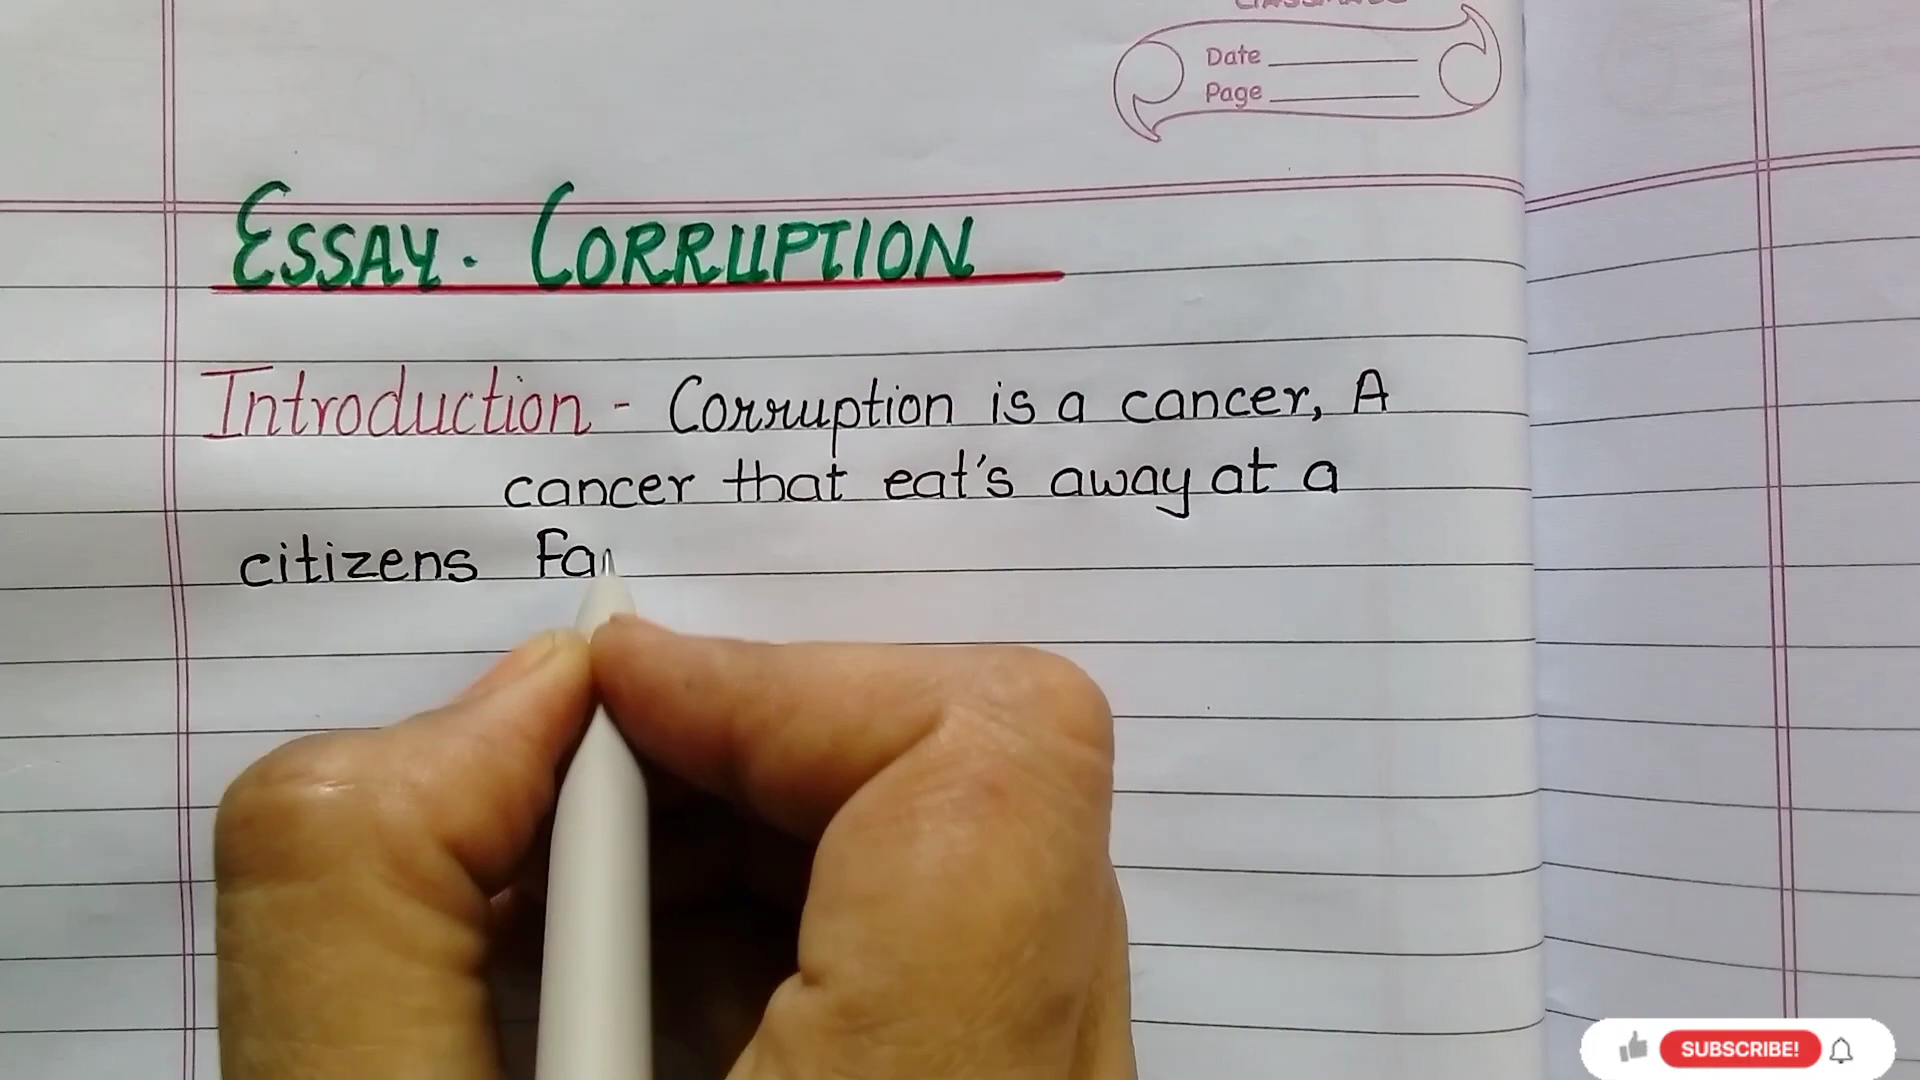 Date
Page
ESSAY. CORRUPTION
Introduction - Corruption is a cancer, A
cancer that eat's away at a
citizens
SUBSCRIBE!